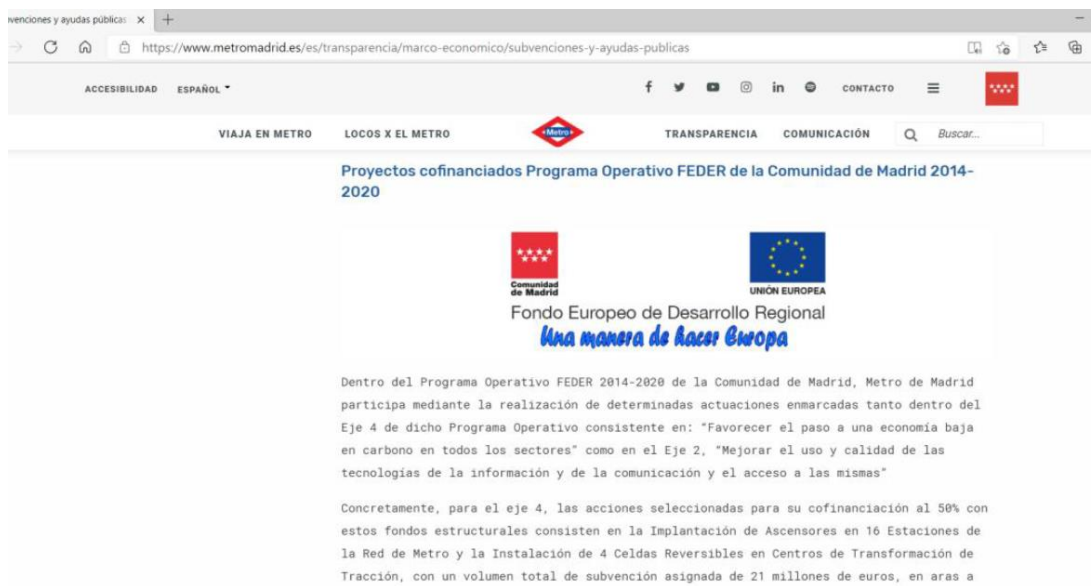 venciones y ayudas públicas
https://www.metromadrid.es/es/transparencia/marco-economico/subvenciones-y-ayudas-publicas
ACCESIBILIDAD ESPAÑOL CONTACTO
VIAJA EN METRO LOCOS X EL METRO Metro TRANSPARENCIA COMUNICACIÓN Buscar...
Proyectos cofinanciados Programa Operativo FEDER de la Comunidad de Madrid 2014-
2020
Comunidad
de Madrid
UNIÓN EUROPEA
Fondo Europeo de Desarrollo Regional
Una manera de hacer Europa
Dentro del Programa Operativo FEDER 2014-2020 de la Comunidad de Madrid, Metro de Madrid
participa mediante la realización de determinadas actuaciones enmarcadas tanto dentro del
Eje 4 de dicho Programa Operativo consistente en: "Favorecer el paso a una economía baja
en carbono en todos los sectores" como en el Eje 2, "Mejorar el uso y calidad de las
tecnologías de la información y de la comunicación y el acceso a las mismas"
Concretamente, para el eje 4, las acciones seleccionadas para su cofinanciación al 50% con
estos fondos estructurales consisten en la Implantación de Ascensores en 16 Estaciones de
la Red de Metro y la Instalación de 4 Celdas Reversibles en Centros de Transformación de
Tracción, con un volumen total de subvención asignada de 21 millones de euros, en aras a